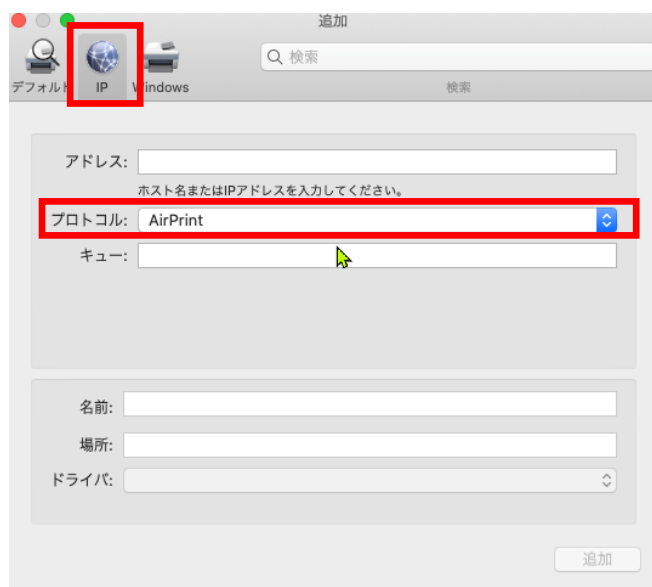 追加
検索
デフォルト IP Windows 検索
アドレス:
ホスト名またはIPアドレスを入力してください。
プロトコル: AirPrint
キュー:
名前:
場所:
ドライバ:
追加